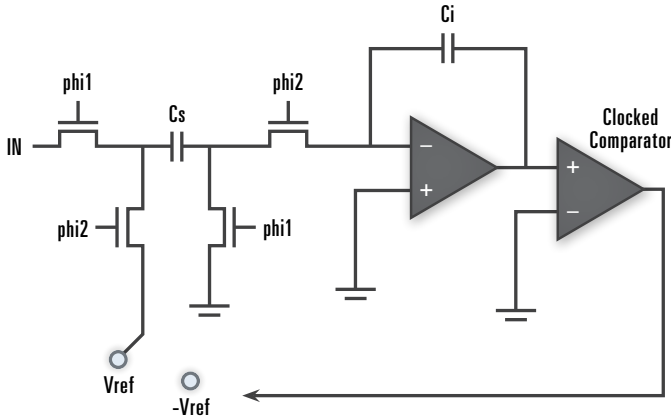 Ci
phi1
phi2
Cs
Clocked
Comparator
IN
−
+
+
−
phi2
phi1
Vref
-Vref